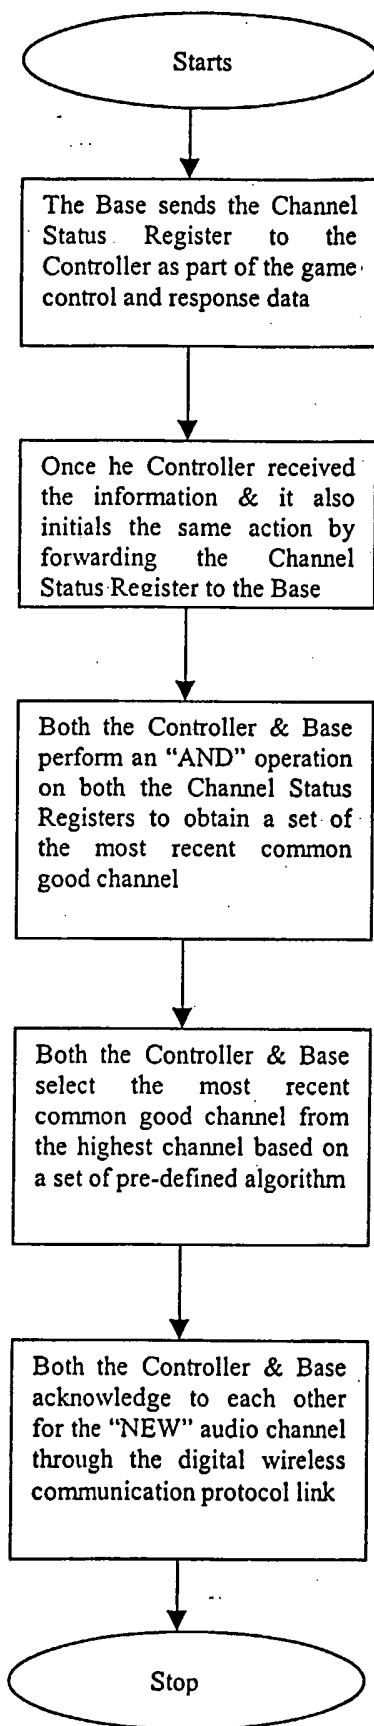 Starts
The Base sends the Channel
Status Register to the
Controller as part of the game
control and response data
Once he Controller received
the information & it also
initials the same action by
forwarding the Channel
Status Register to the Base
Both the Controller & Base
perform an “AND” operation
on both the Channel Status
Registers to obtain a set of
the most recent common
good channel
Both the Controller & Base
select the most recent
common good channel from
the highest channel based on
a set of pre-defined algorithm
Both the Controller & Base
acknowledge to each other
for the “NEW” audio channel
through the digital wireless
communication protocol link
Stop